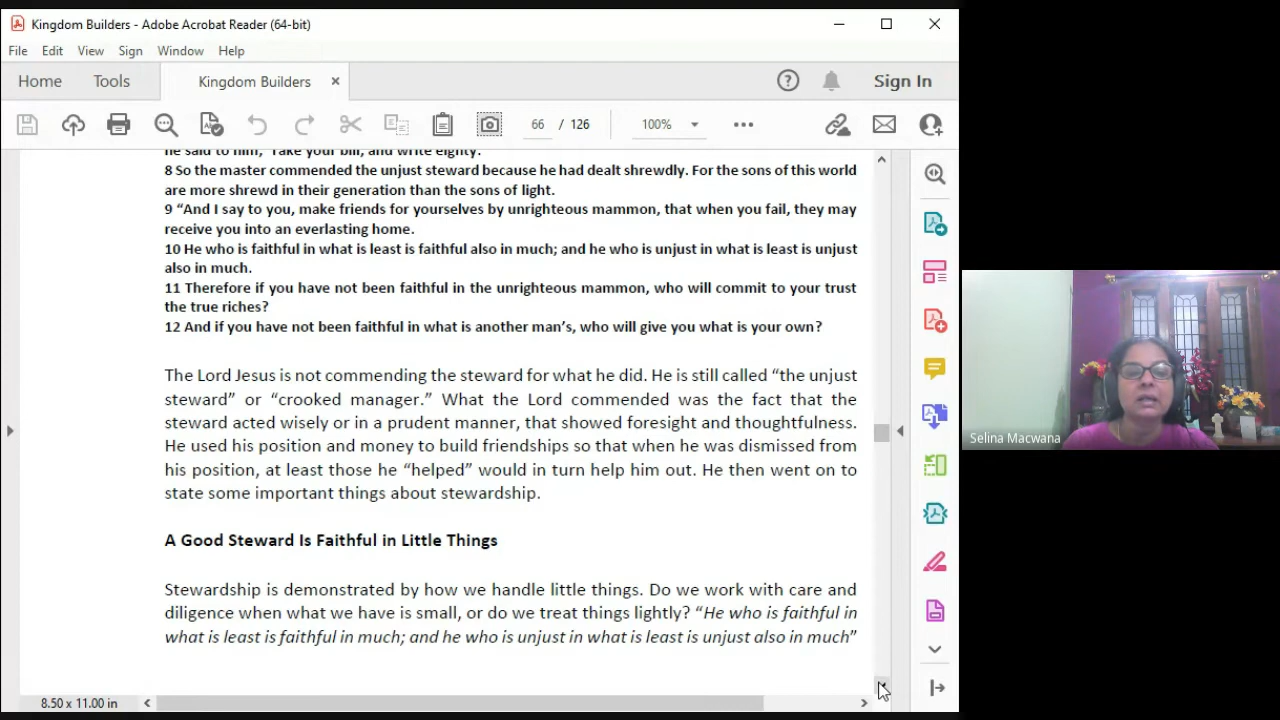 Kingdom Builders - Adobe Acrobat Reader (64-bit)
File Edit View Sign Window Help
Home Tools Kingdom Builders × Sign In
66 / 126 100%
he said to him, 'Take your bill, and write eighty.'
8 So the master commended the unjust steward because he had dealt shrewdly. For the sons of this world
are more shrewd in their generation than the sons of light.
9 “And I say to you, make friends for yourselves by unrighteous mammon, that when you fail, they may
receive you into an everlasting home.
10 He who is faithful in what is least is faithful also in much; and he who is unjust in what is least is unjust
also in much.
11 Therefore if you have not been faithful in the unrighteous mammon, who will commit to your trust
the true riches?
12 And if you have not been faithful in what is another man’s, who will give you what is your own?
The Lord Jesus is not commending the steward for what he did. He is still called “the unjust
steward” or “crooked manager.” What the Lord commended was the fact that the
steward acted wisely or in a prudent manner, that showed foresight and thoughtfulness.
He used his position and money to build friendships so that when he was dismissed from
his position, at least those he “helped” would in turn help him out. He then went on to
state some important things about stewardship.
A Good Steward Is Faithful in Little Things
Stewardship is demonstrated by how we handle little things. Do we work with care and
diligence when what we have is small, or do we treat things lightly? “He who is faithful in
what is least is faithful in much; and he who is unjust in what is least is unjust also in much”
8.50 x 11.00 in
Selina Macwana